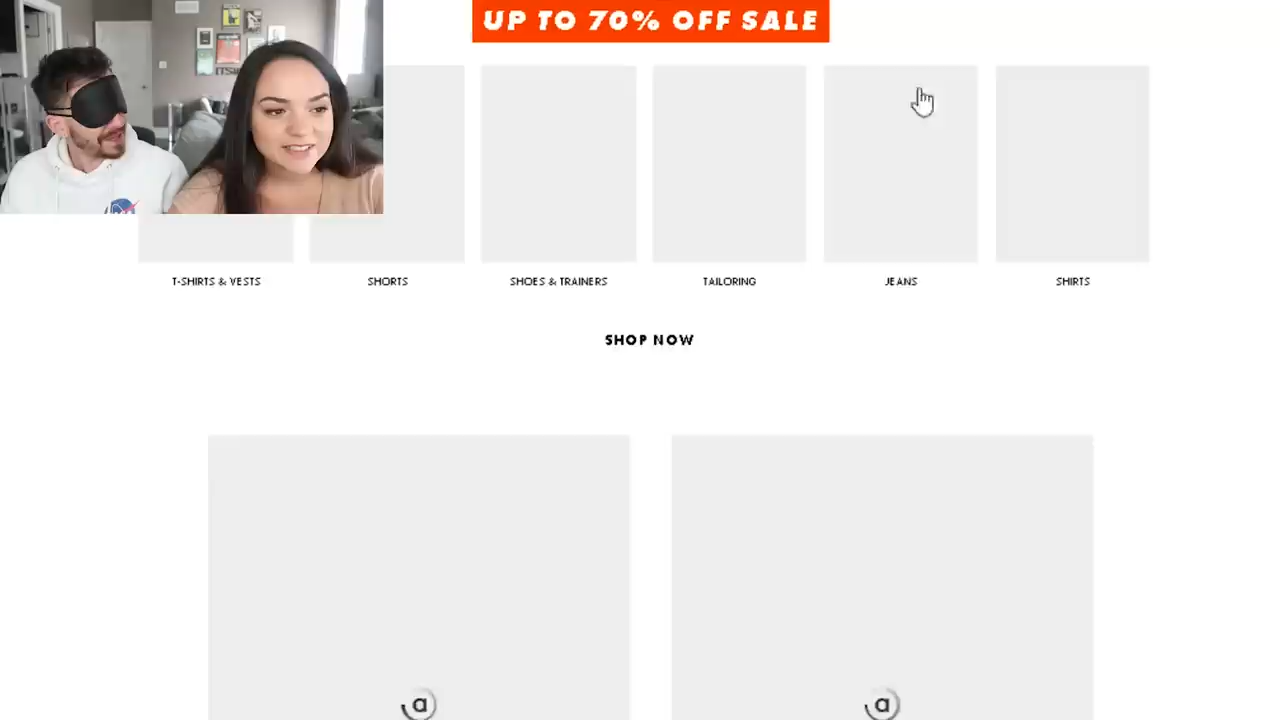 UP TO 70% OFF SALE
T-SHIRTS & VESTS
SHORTS
SHOES & TRAINERS
TAILORING
JEANS
SHIRTS
SHOP NOW
a
a